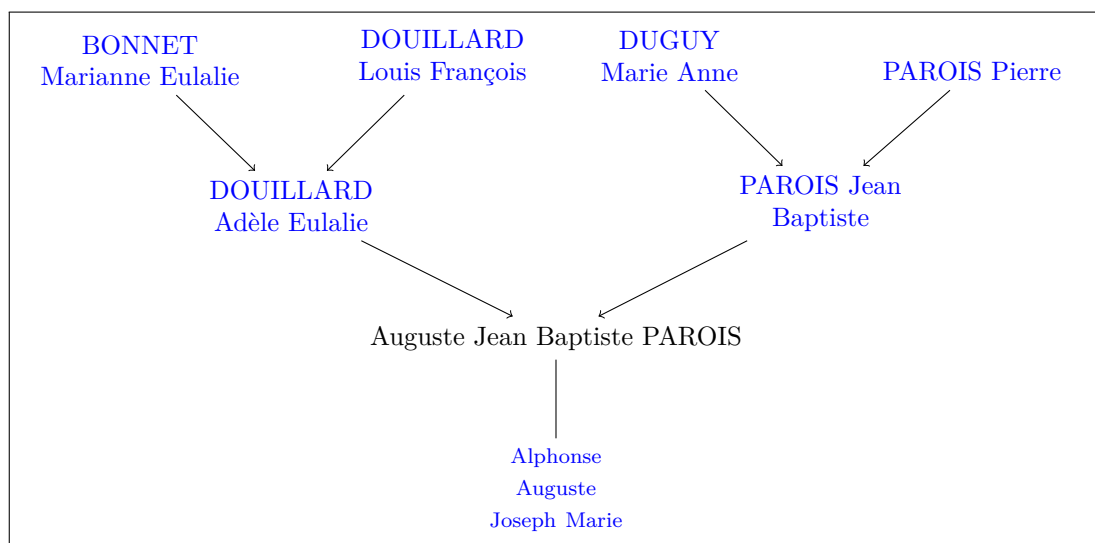 BONNET
Marianne Eulalie
DOUILLARD
Louis François
DUGUY
Marie Anne
PAROIS Pierre
DOUILLARD
Adèle Eulalie
PAROIS Jean
Baptiste
Auguste Jean Baptiste PAROIS
Alphonse
Auguste
Joseph Marie